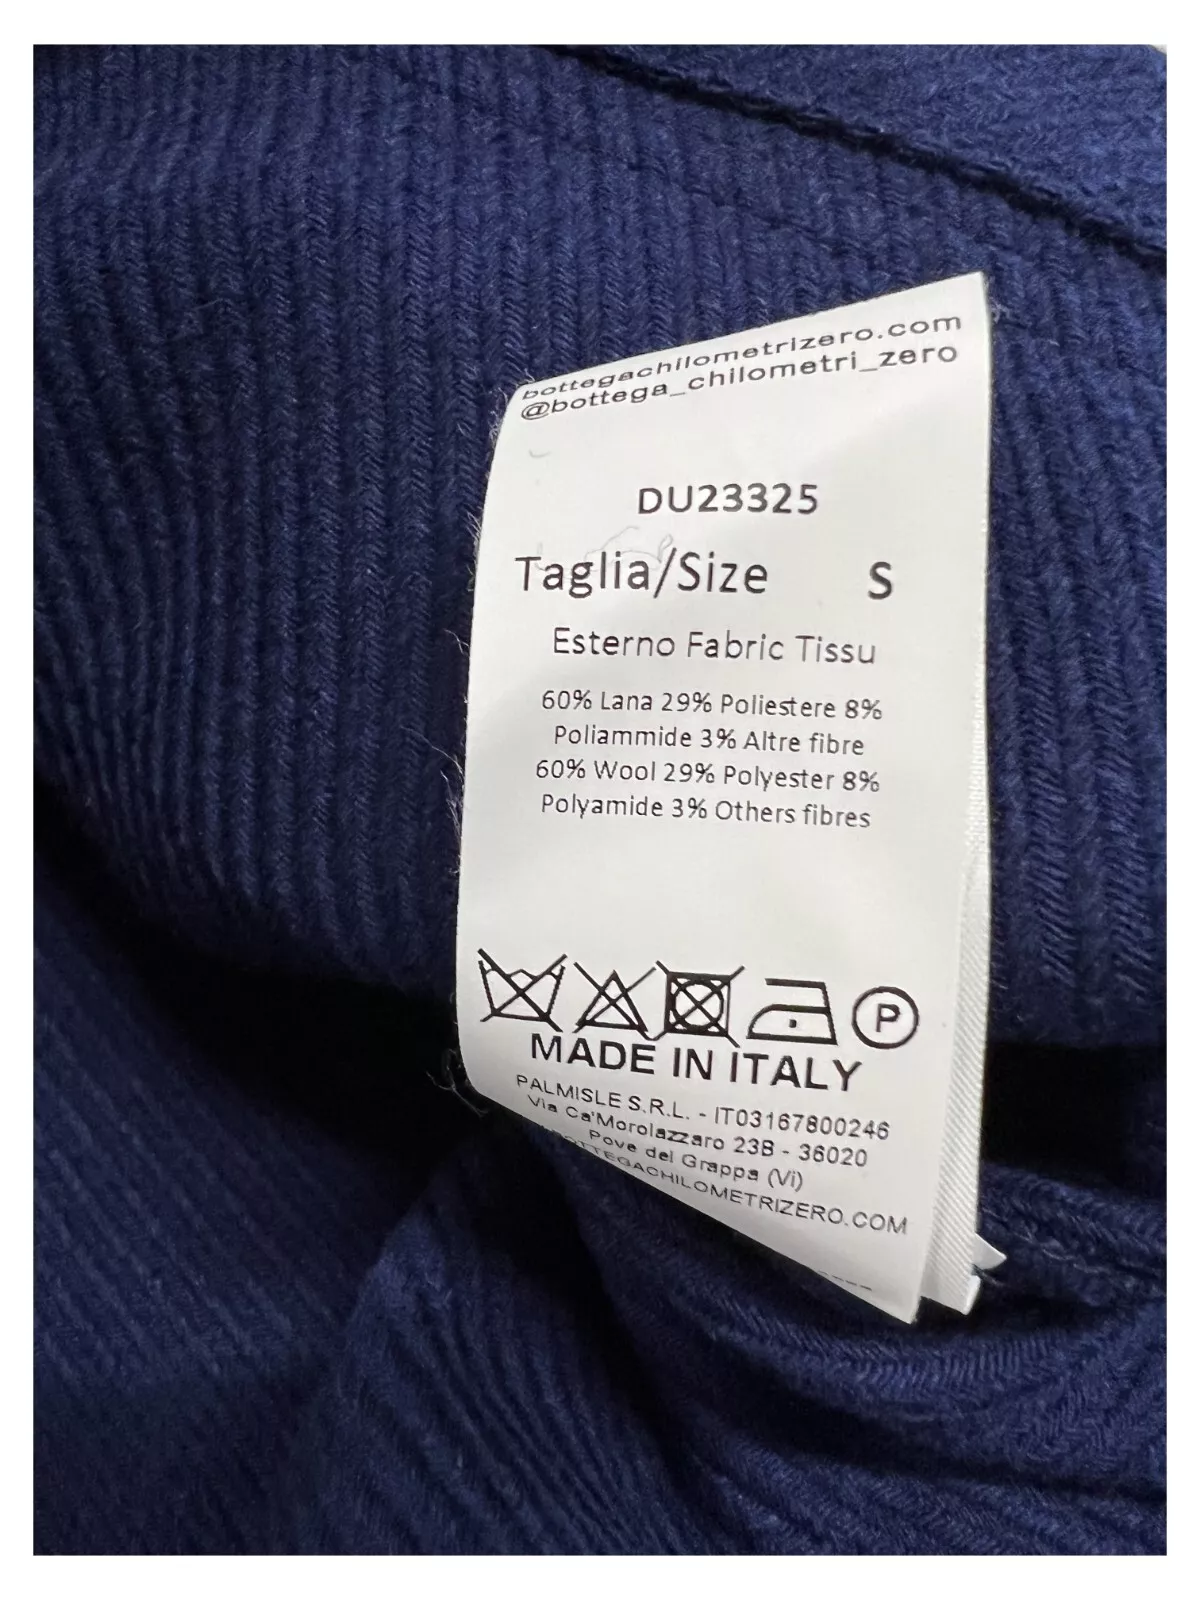 bottegachilometrizero.com
@bottega_chilometri_zero
DU23325
Taglia/Size S
Esterno Fabric Tissu
60% Lana 29% Poliestere 8%
Poliammide 3% Altre fibre
60% Wool 29% Polyester 8%
Polyamide 3% Others fibres
P
MADE IN ITALY
PALMISLE S.R.L. - IT03167800246
Via Ca'Morolazzaro 23B - 36020
Pove del Grappa (Vi)
BOTTEGACHILOMETRIZERO.COM